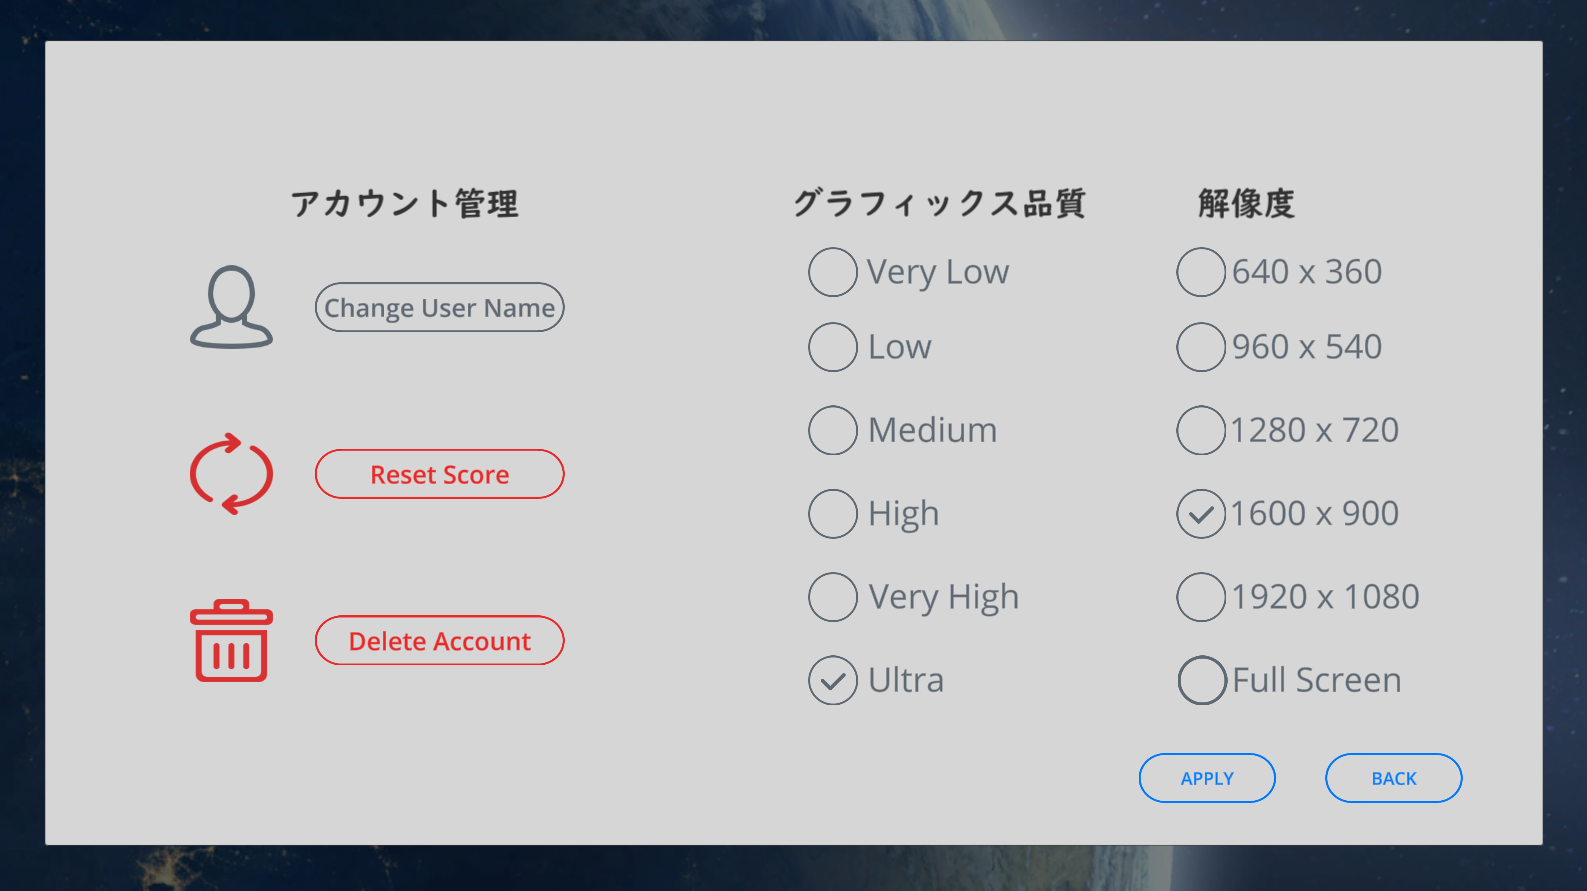 アカウント管理
Change User Name
Reset Score
Delete Account
グラフィックス品質
Very Low
Low
Medium
High
Very High
Ultra
解像度
640 x 360
960 x 540
1280 x 720
1600 x 900
1920 x 1080
Full Screen
APPLY
BACK